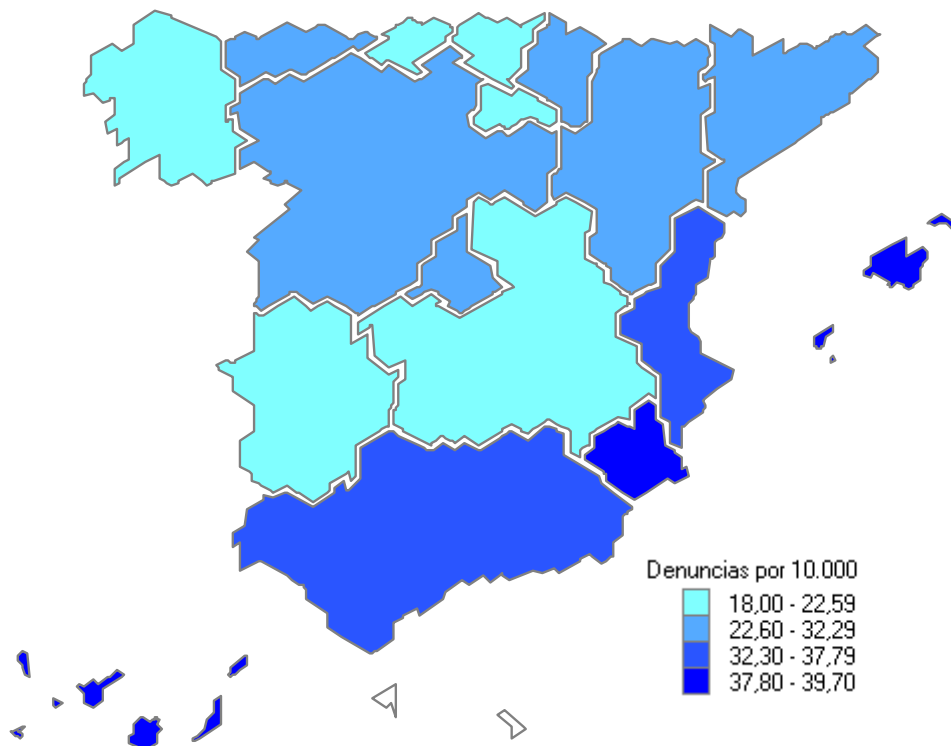 Denuncias por 10.000
18,00 - 22,59
22,60 - 32,29
32,30 - 37,79
37,80 - 39,70